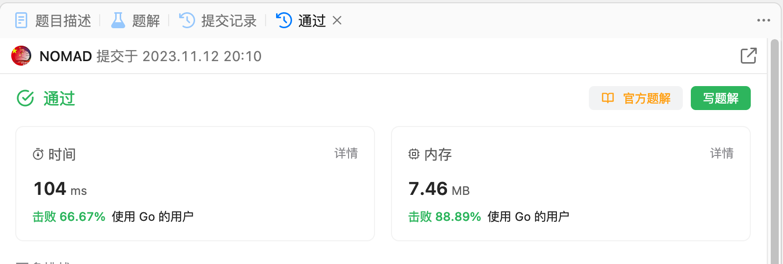 题目描述 题解 提交记录 通过
NOMAD 提交于 2023.11.12 20:10
通过 官方题解 写题解
时间 详情 内存 详情
104 ms 7.46 MB
击败 66.67% 使用 Go 的用户 击败 88.89% 使用 Go 的用户